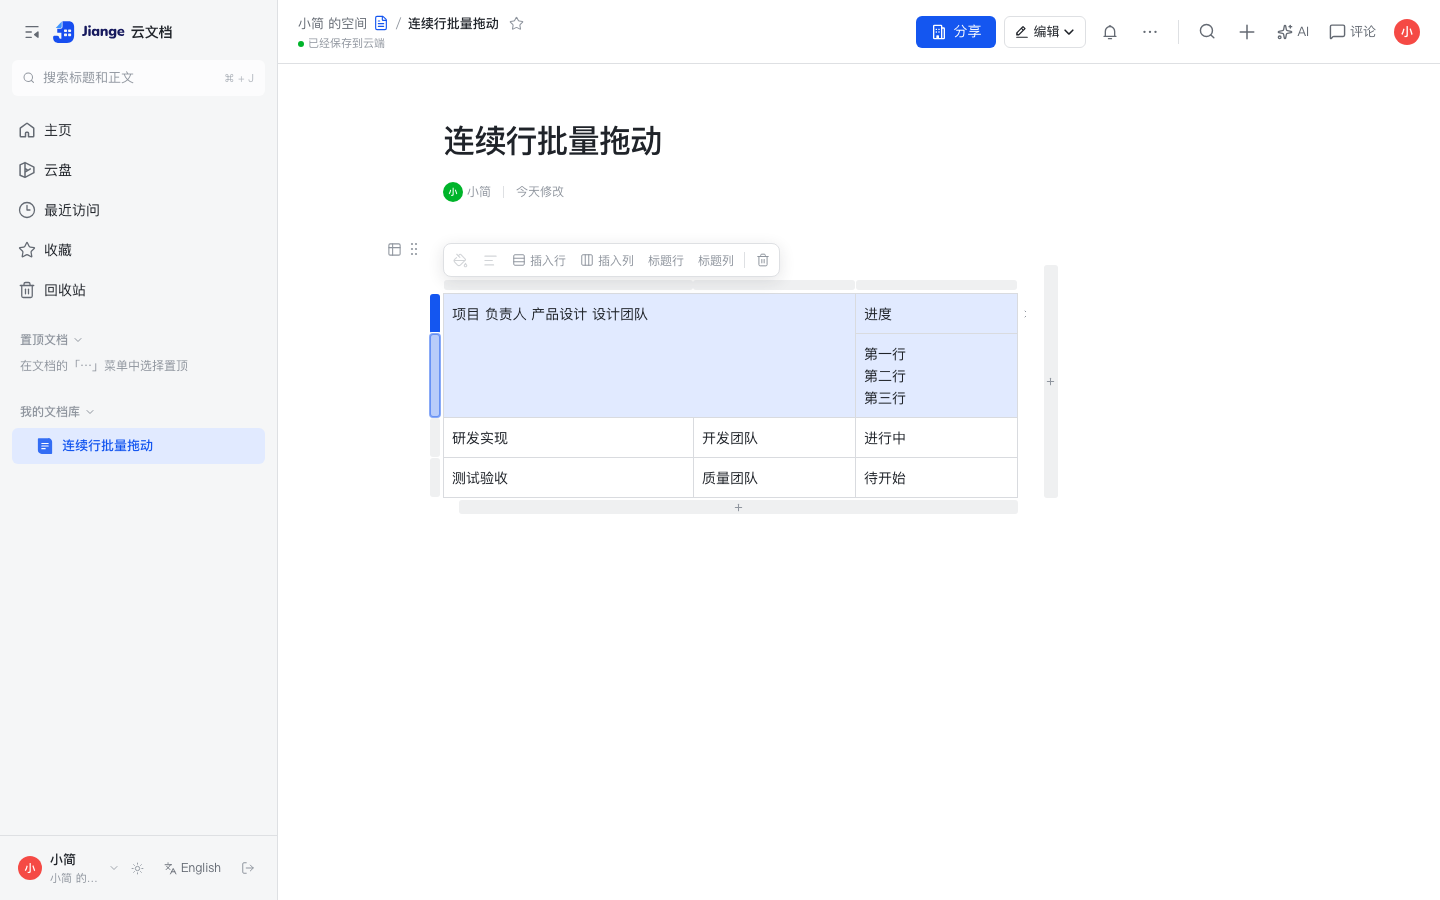 Jiange 云文档
搜索标题和正文 ⌘ + J
主页
云盘
最近访问
收藏
回收站
置顶文档
在文档的「···」菜单中选择置顶
我的文档库
连续行批量拖动
小简
小 小简 的... English
小简 的空间 / 连续行批量拖动
已经保存到云端
分享 编辑 AI 评论 小
连续行批量拖动
小 小简 今天修改
插入行 插入列 标题行 标题列
项目 负责人 产品设计 设计团队 进度
第一行
第二行
第三行
研发实现 开发团队 进行中
测试验收 质量团队 待开始